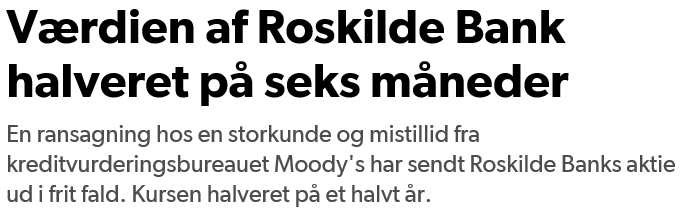 Værdien af Roskilde Bank
halveret på seks måneder
En ransagning hos en storkunde og mistillid fra
kreditvurderingsbureauet Moody's har sendt Roskilde Banks aktie
ud i frit fald. Kursen halveret på et halvt år.